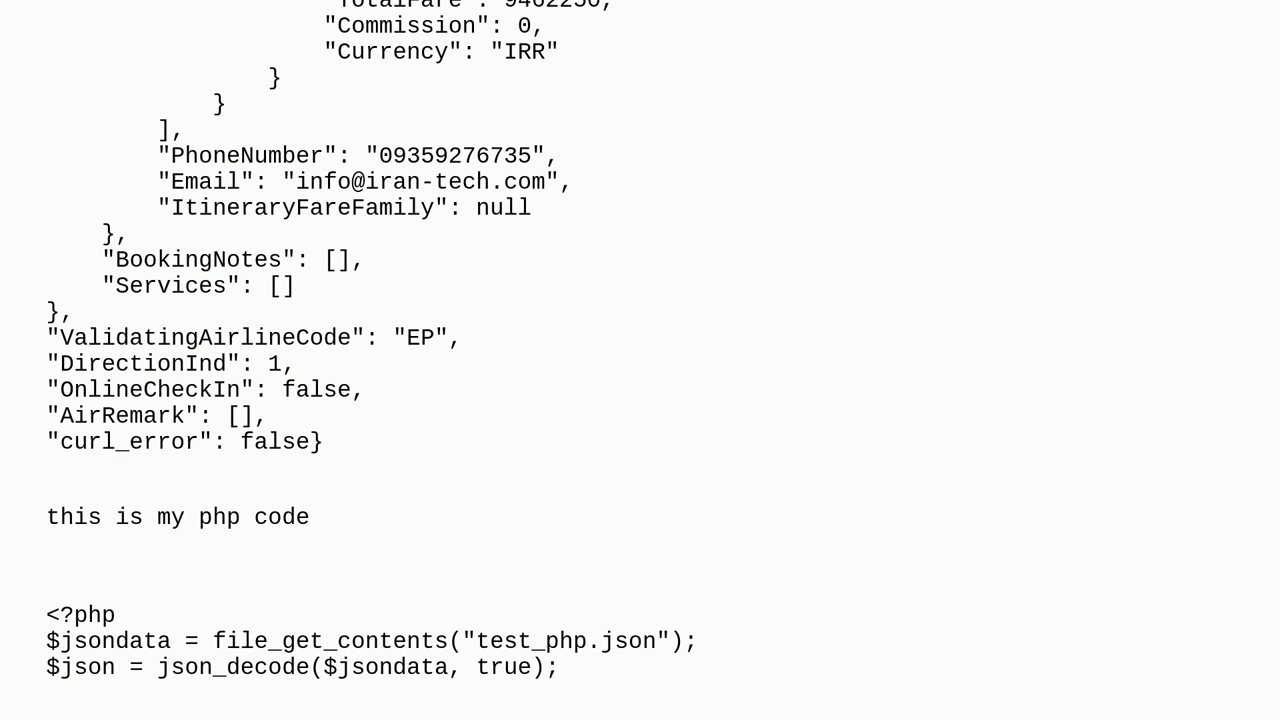 "TotalFare": 9462250,
"Commission": 0,
"Currency": "IRR"
}
}
],
"PhoneNumber": "09359276735",
"Email": "info@iran-tech.com",
"ItineraryFareFamily": null
},
"BookingNotes": [],
"Services": []
},
"ValidatingAirlineCode": "EP",
"DirectionInd": 1,
"OnlineCheckIn": false,
"AirRemark": [],
"curl_error": false}
this is my php code
<?php
$jsondata = file_get_contents("test_php.json");
$json = json_decode($jsondata, true);